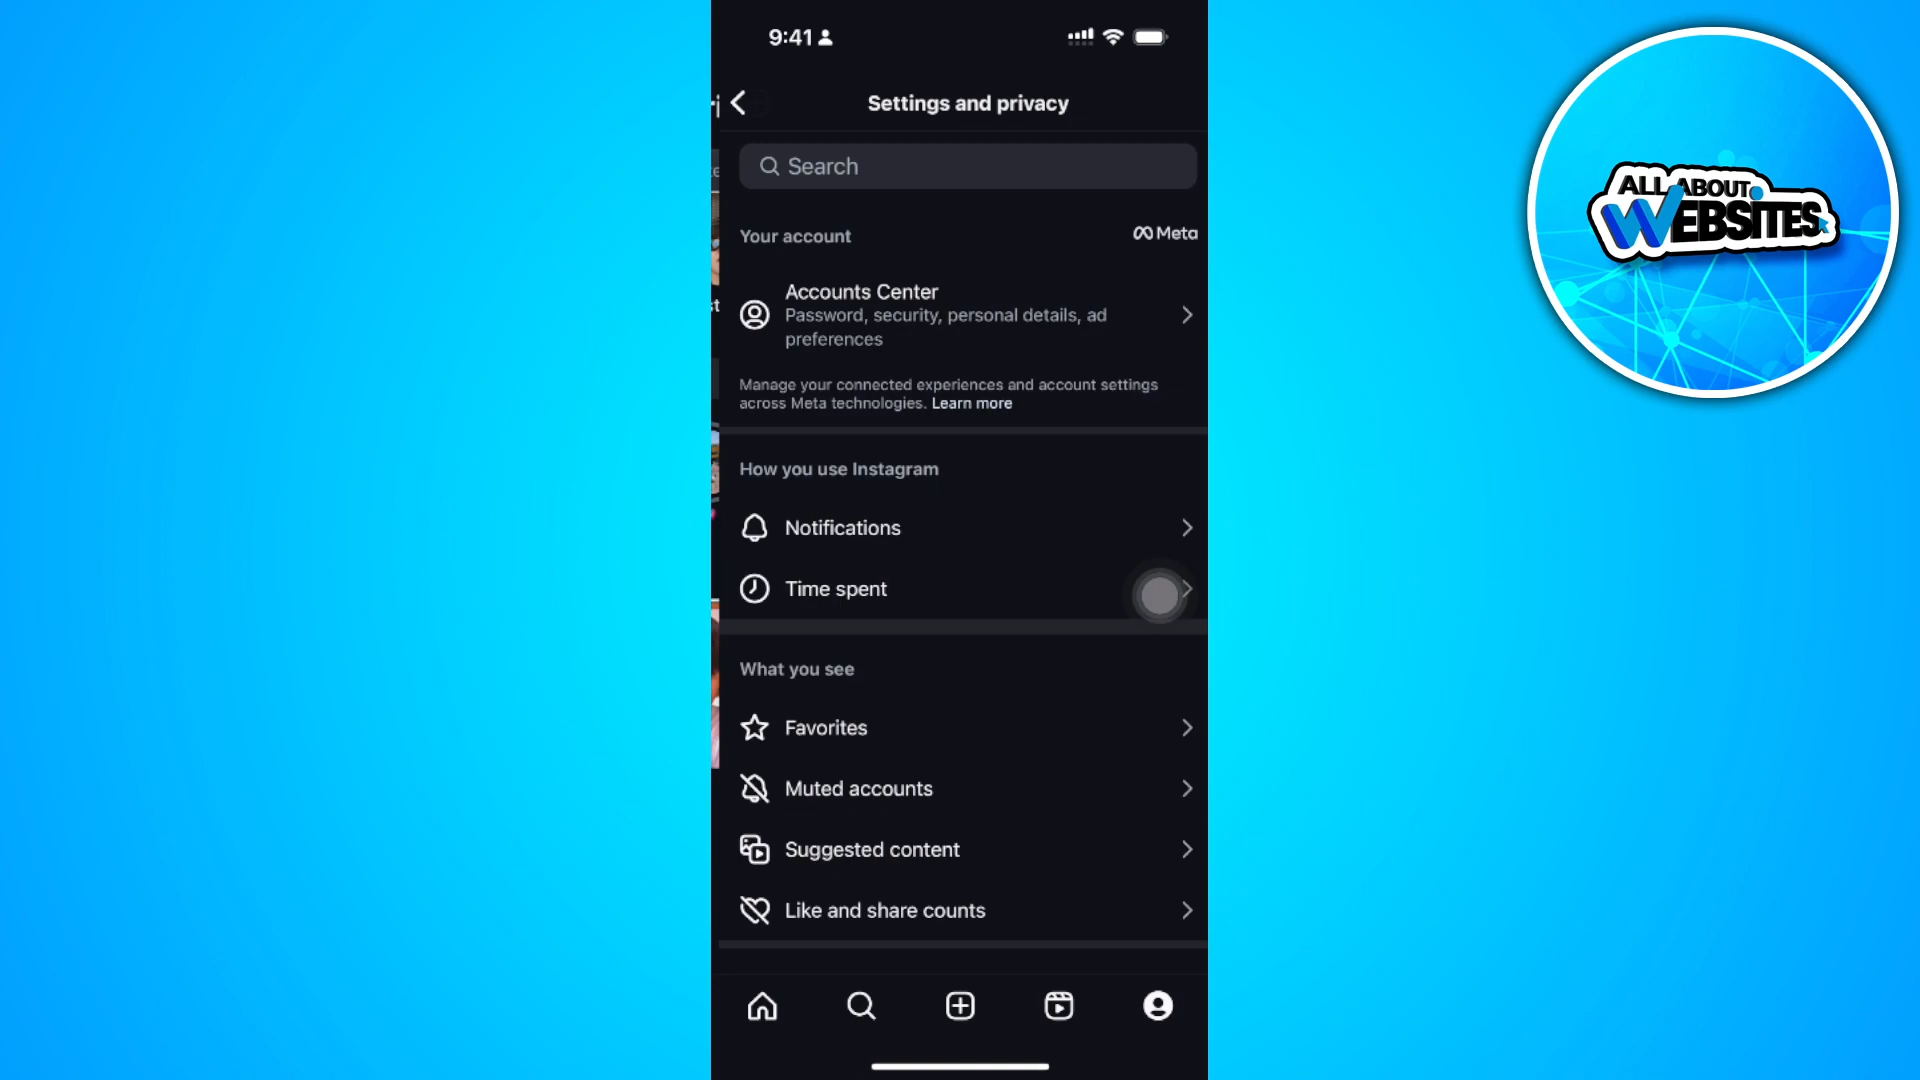 9:41
Settings and privacy
Search
Your account
Meta
Accounts Center
Password, security, personal details, ad
preferences
Manage your connected experiences and account settings
across Meta technologies. Learn more
How you use Instagram
Notifications
Time spent
What you see
Favorites
Muted accounts
Suggested content
Like and share counts
ALL ABOUT
WEBSITES